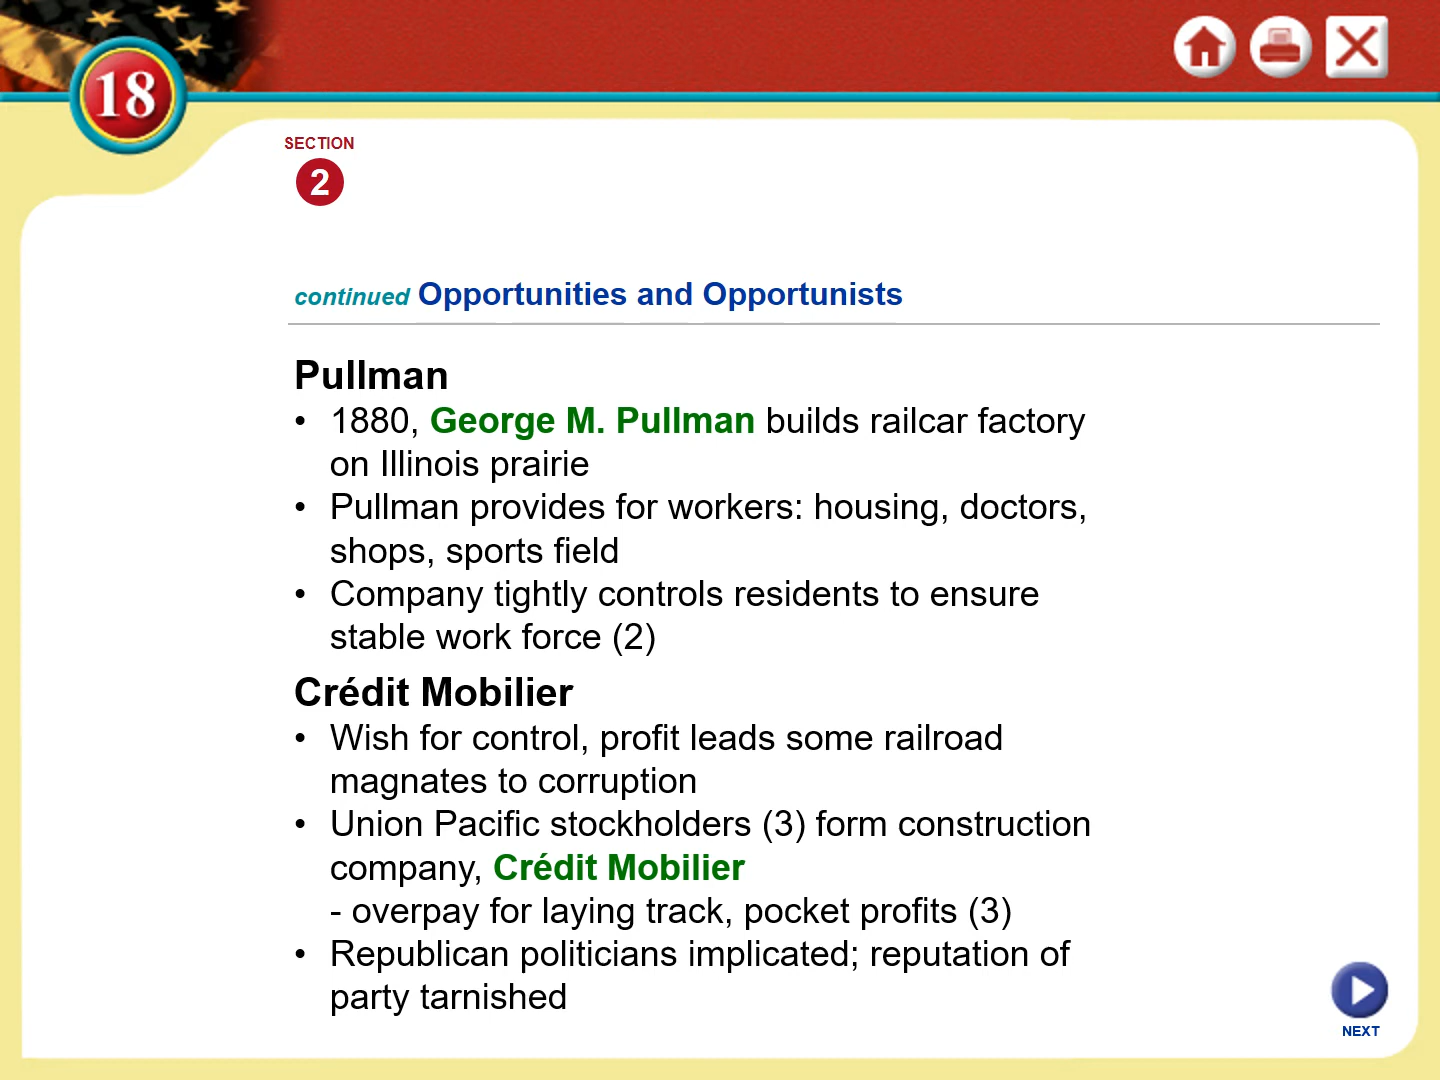 18
SECTION
2
continued Opportunities and Opportunists
Pullman
• 1880, George M. Pullman builds railcar factory
on Illinois prairie
• Pullman provides for workers: housing, doctors,
shops, sports field
• Company tightly controls residents to ensure
stable work force (2)
Crédit Mobilier
• Wish for control, profit leads some railroad
magnates to corruption
• Union Pacific stockholders (3) form construction
company, Crédit Mobilier
- overpay for laying track, pocket profits (3)
• Republican politicians implicated; reputation of
party tarnished
NEXT